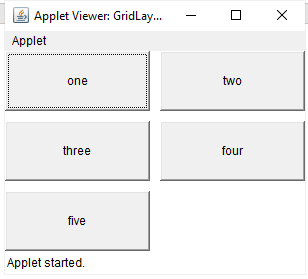 Applet Viewer: GridLay...
Applet
one two
three four
five
Applet started.